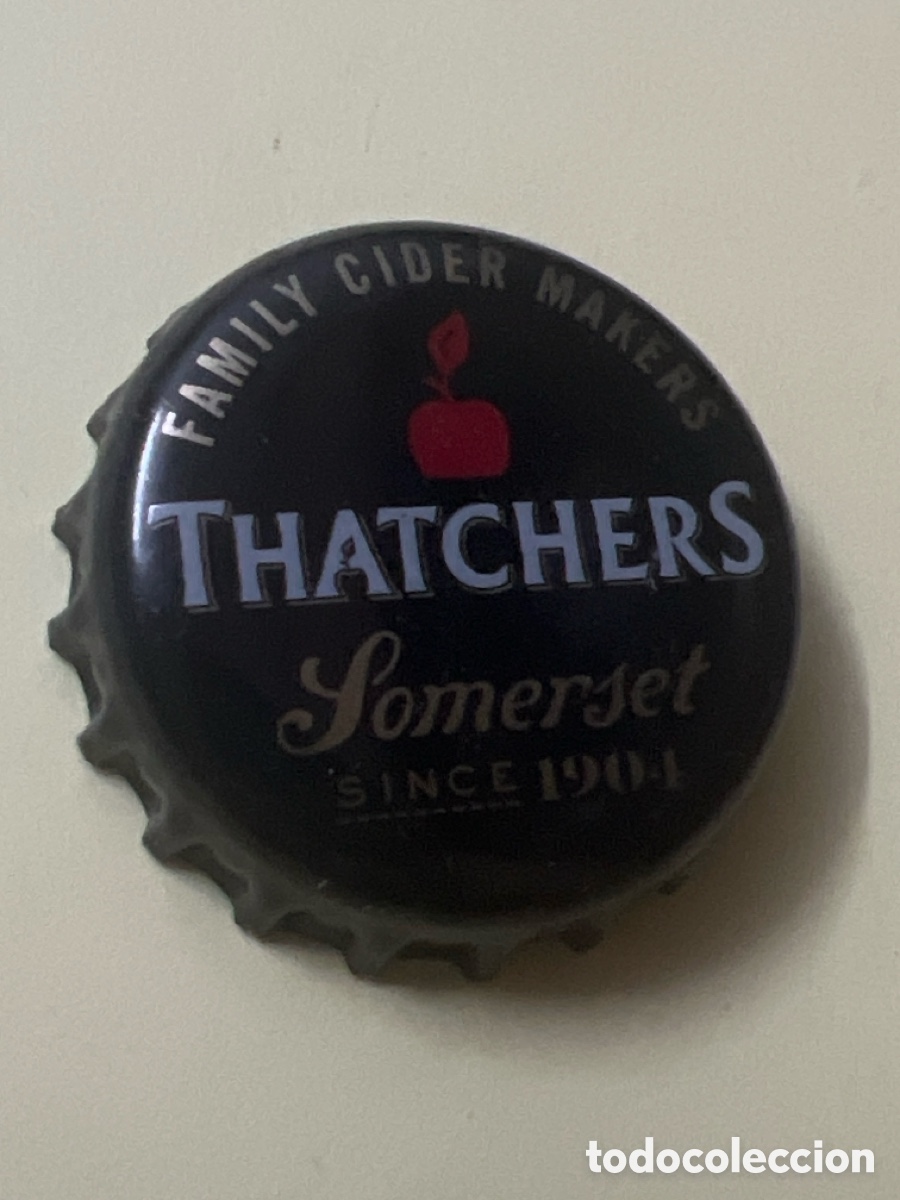 FAMILY CIDER MAKERS
THATCHERS
Somerset
SINCE 1904
todocoleccion